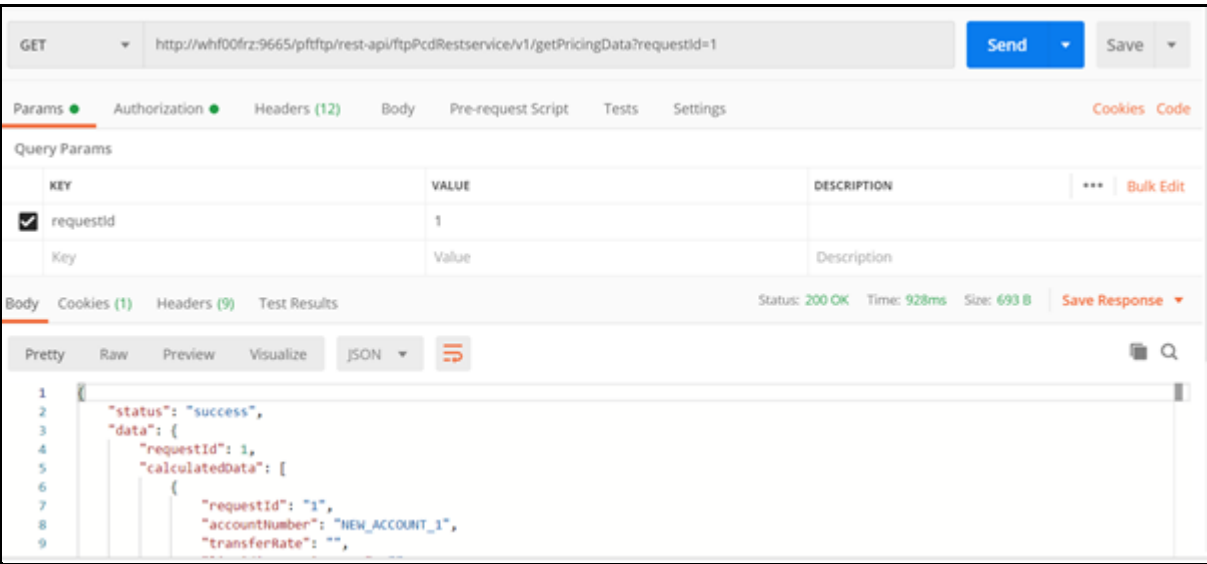 GET http://whf00frz:9665/pftftp/rest-api/ftpPcdRestservice/v1/getPricingData?requestId=1 Send Save
Params Authorization Headers (12) Body Pre-request Script Tests Settings Cookies Code
Query Params
KEY VALUE DESCRIPTION ••• Bulk Edit
requestId 1
Key Value Description
Body Cookies (1) Headers (9) Test Results Status: 200 OK Time: 928ms Size: 693 B Save Response
Pretty Raw Preview Visualize JSON
1 {
2 "status": "success",
3 "data": {
4 "requestId": 1,
5 "calculatedData": [
6 {
7 "requestId": "1",
8 "accountNumber": "NEW_ACCOUNT_1",
9 "transferRate": "",